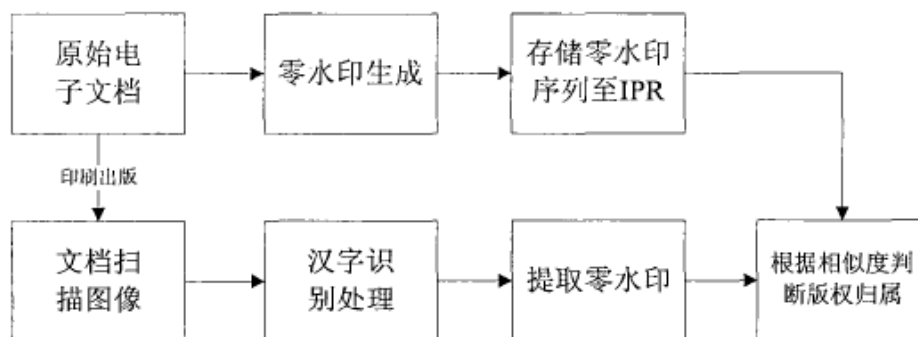 原始电
子文档
零水印生成
存储零水印
序列至IPR
印刷出版
文档扫
描图像
汉字识
别处理
提取零水印
根据相似度判
断版权归属